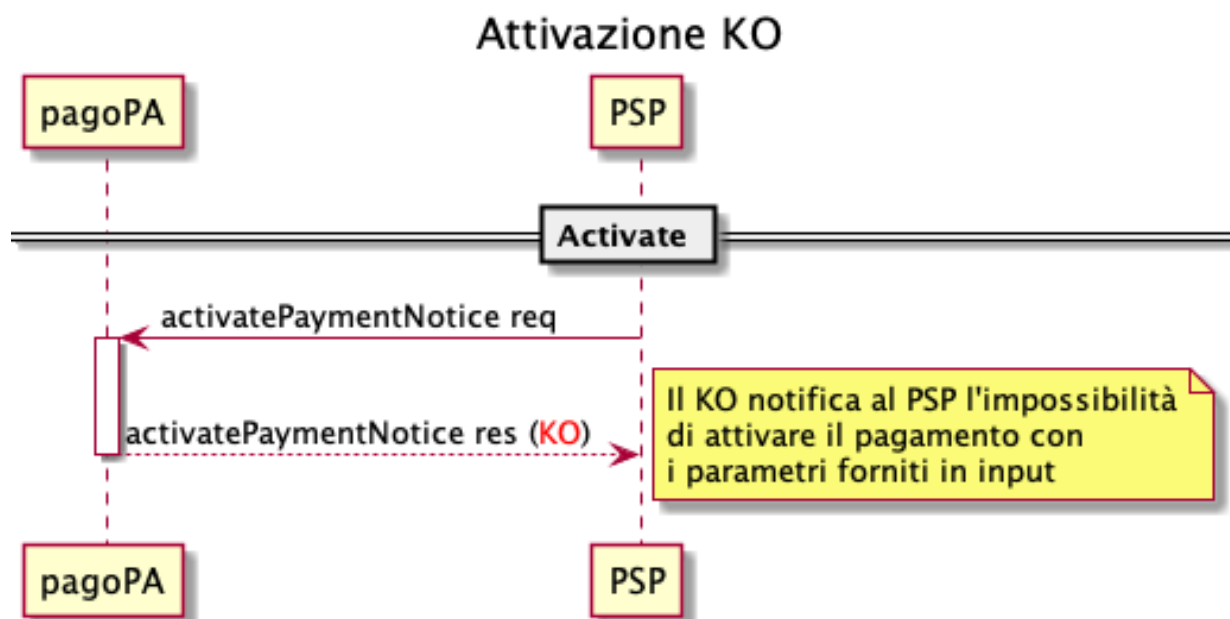 Attivazione KO
pagoPA
PSP
Activate
activatePaymentNotice req
Il KO notifica al PSP l'impossibilità
di attivare il pagamento con
i parametri forniti in input
activatePaymentNotice res (KO)
pagoPA
PSP